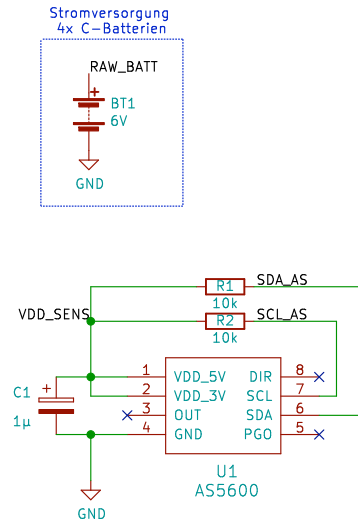 Stromversorgung
4x C-Batterien
RAW_BATT
+
BT1
6V
GND
R1
SDA_AS
10k
VDD_SENS
R2
SCL_AS
10k
C1
+
1µ
1 VDD_5V DIR 8
2 VDD_3V SCL 7
3 OUT SDA 6
4 GND PGO 5
U1
AS5600
GND